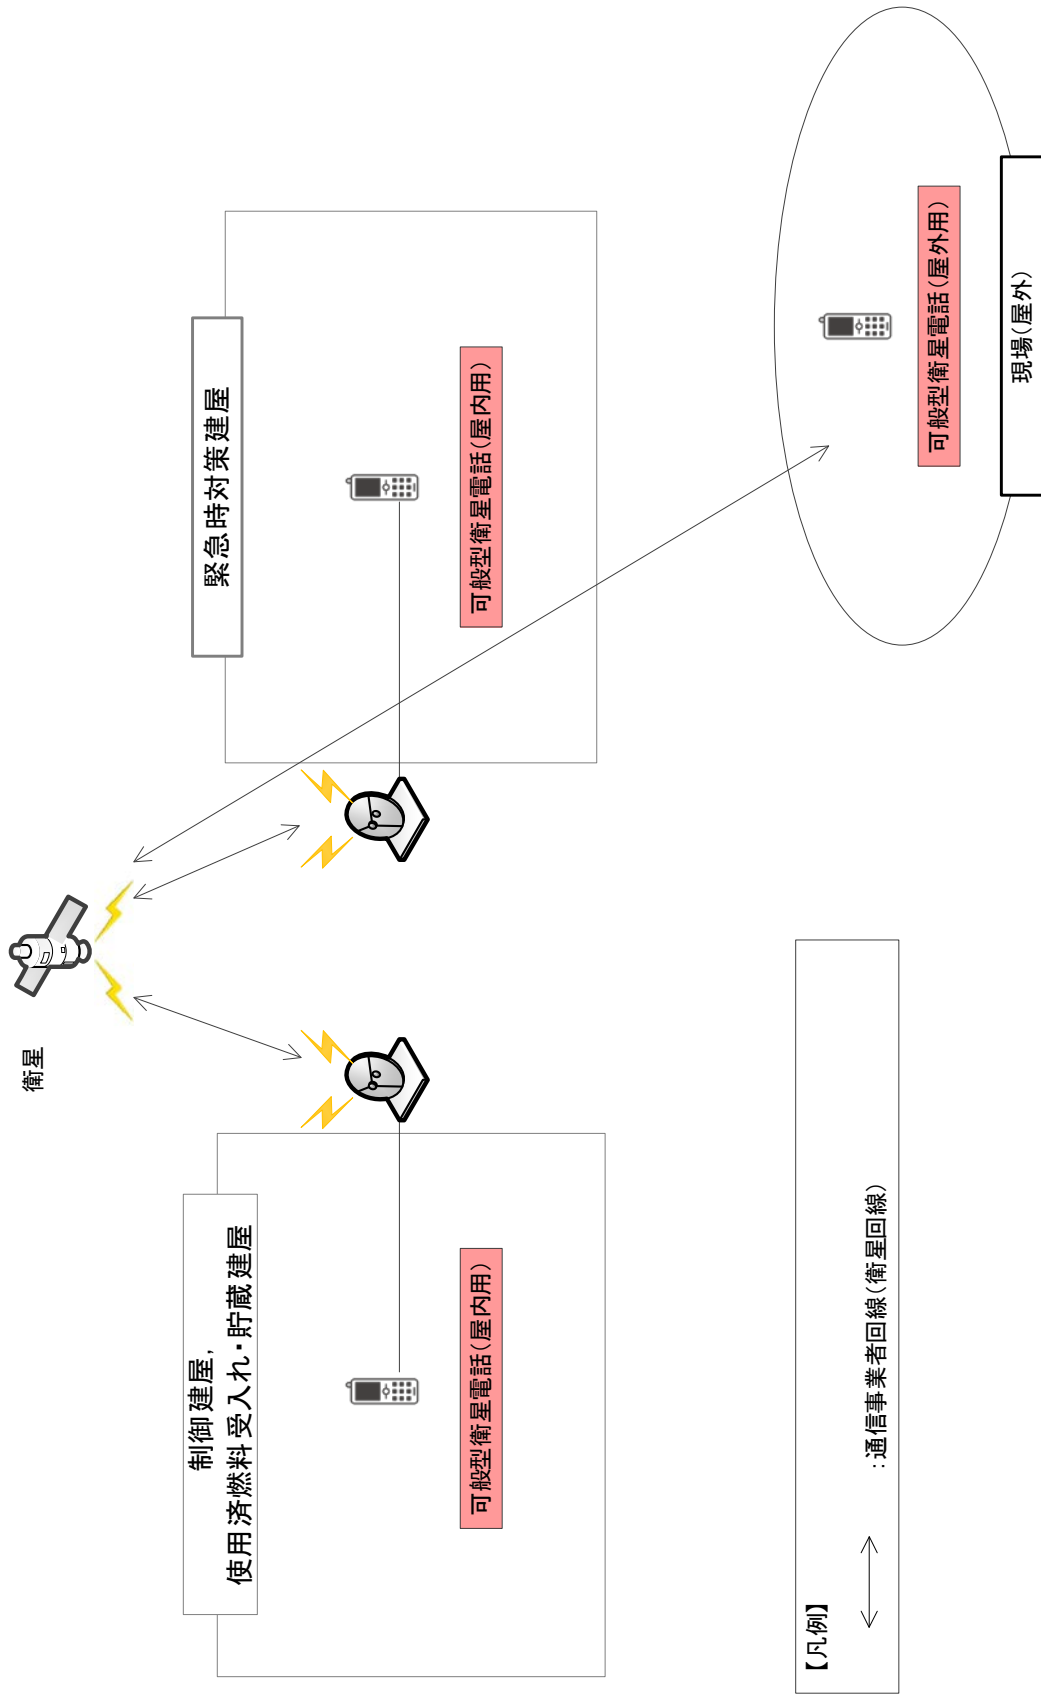 衛星
制御建屋,
使用済燃料受入れ・貯蔵建屋
可般型衛星電話(屋内用)
緊急時対策建屋
可般型衛星電話(屋内用)
可般型衛星電話(屋外用)
現場(屋外)
【凡例】
:通信事業者回線(衛星回線)